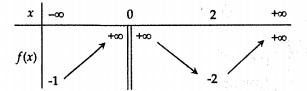 x -∞ 0 2 +∞
+∞ +∞ +∞
f(x)
-1 -2